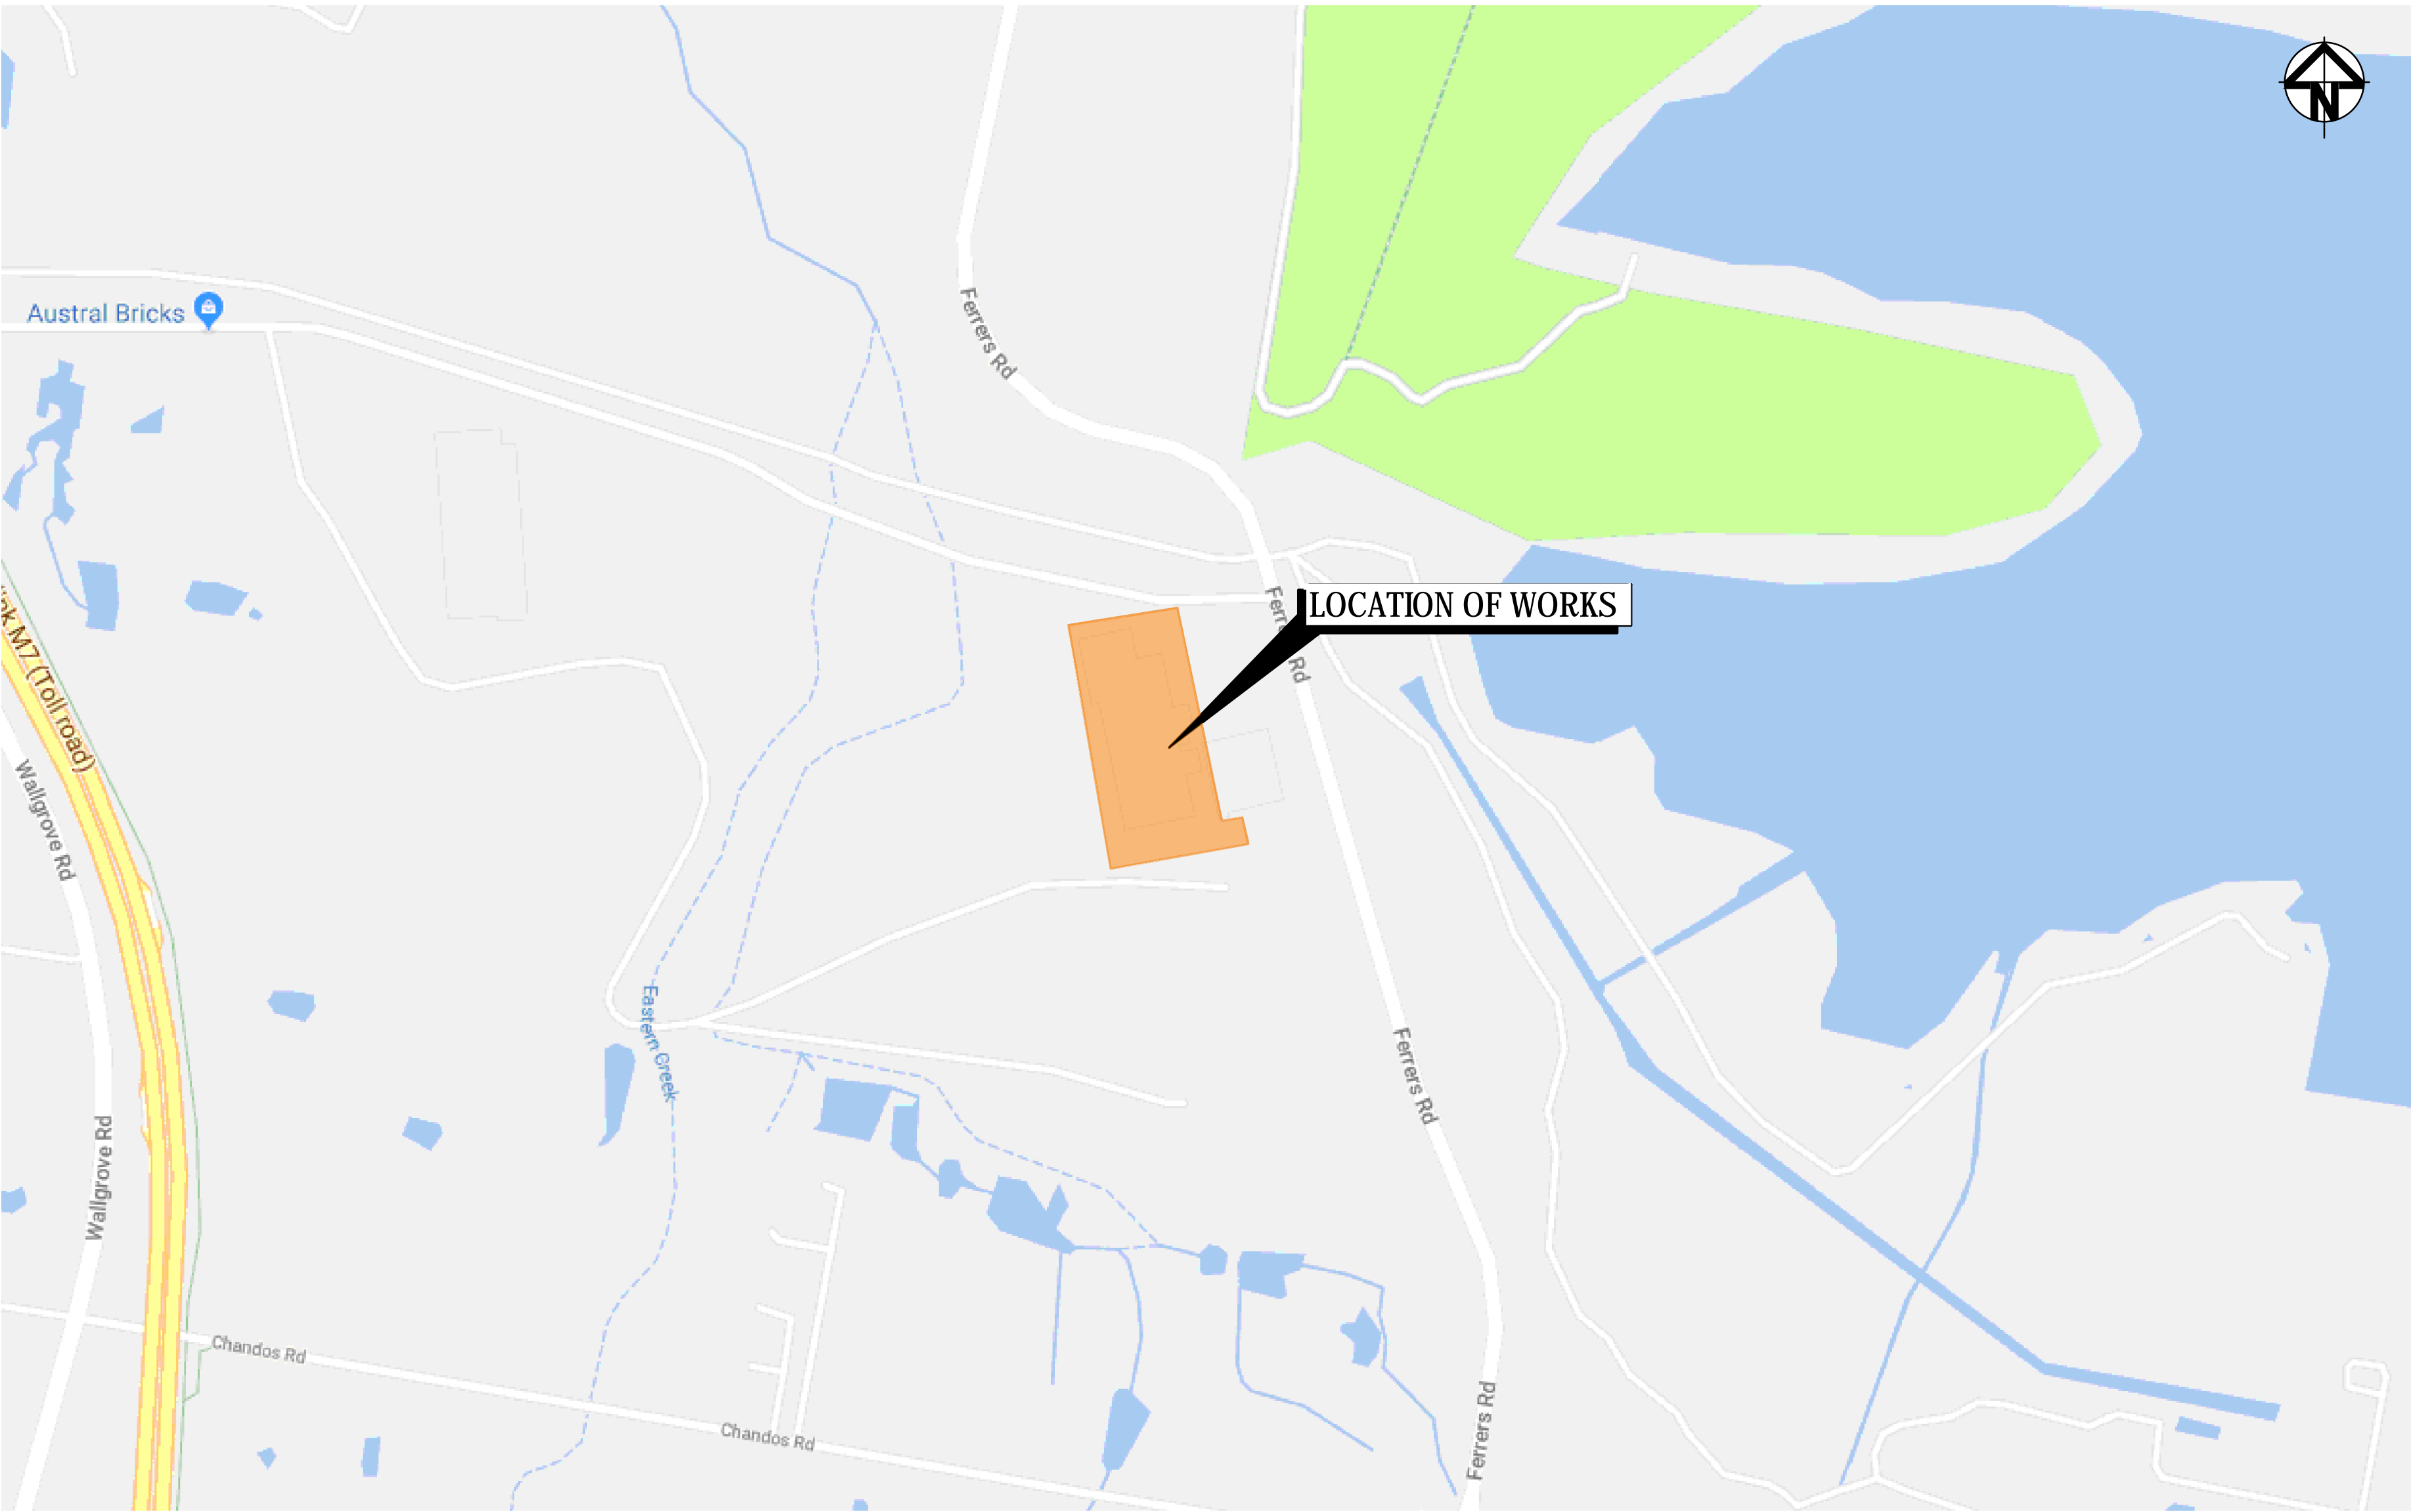 N
Austral Bricks
Ferrers Rd
LOCATION OF WORKS
Ferrers Rd
M7 (Toll road)
Wallgrove Rd
Eastern Creek
Ferrers Rd
Wallgrove Rd
Chandos Rd
Chandos Rd
Ferrers Rd